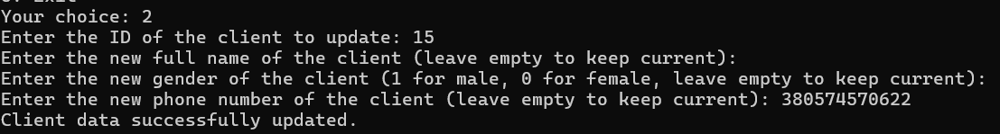 Your choice: 2
Enter the ID of the client to update: 15
Enter the new full name of the client (leave empty to keep current):
Enter the new gender of the client (1 for male, 0 for female, leave empty to keep current):
Enter the new phone number of the client (leave empty to keep current): 380574570622
Client data successfully updated.